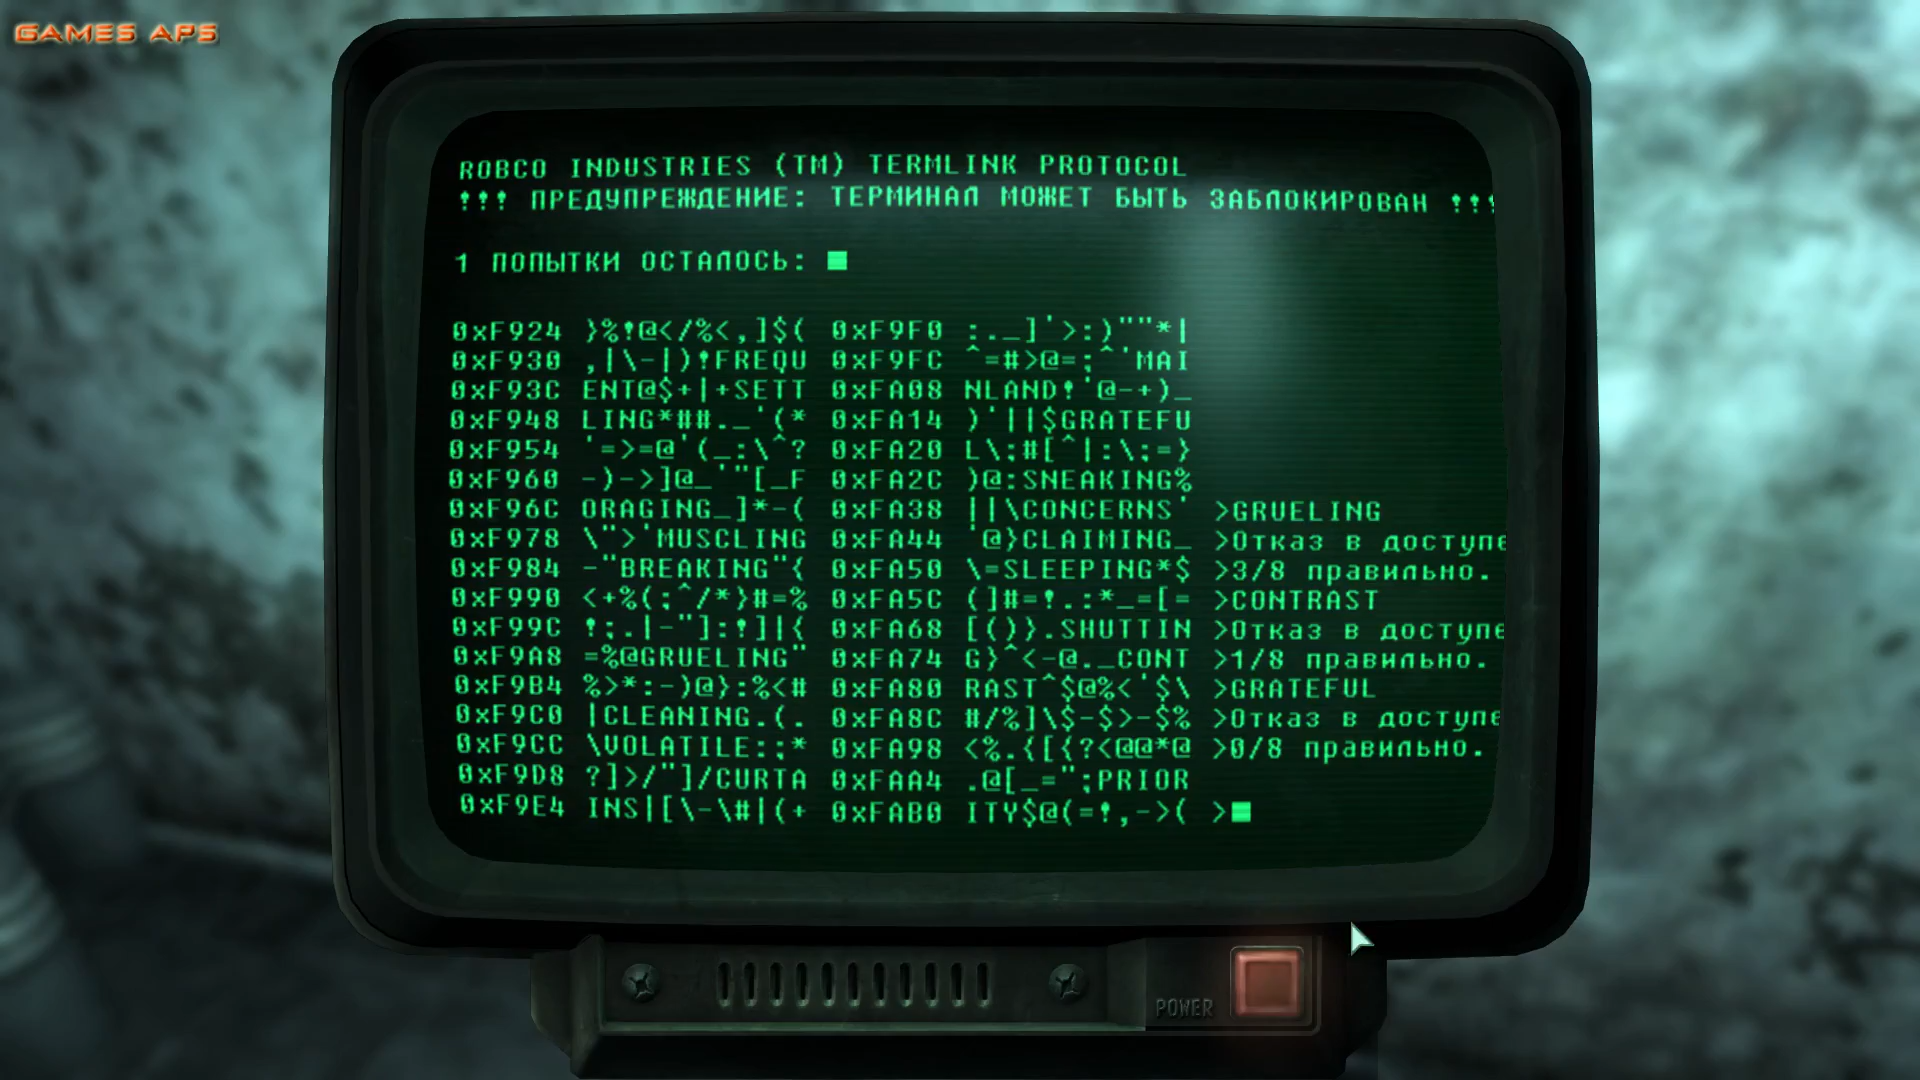 GAMES APS
ROBCO INDUSTRIES (TM) TERMLINK PROTOCOL
!!! ПРЕДУПРЕЖДЕНИЕ: ТЕРМИНАЛ МОЖЕТ БЫТЬ ЗАБЛОКИРОВАН !!!
1 ПОПЫТКИ ОСТАЛОСЬ:
0xF924 }%!@</%<,]$( 0xF9F0 :._]'>:)""*|
0xF930 ,|\-|)!FREQU 0xF9FC ^=#>@=;^'MAI
0xF93C ENT@$+|+SETT 0xFA08 NLAND!'@-+)_
0xF948 LING*##._'(* 0xFA14 )'||$GRATEFU
0xF954 '=>=@'(_:\^? 0xFA20 L\;#[^|:\;=}
0xF960 -)->]@_'"[_F 0xFA2C )@:SNEAKING%
0xF96C ORAGING_]*-( 0xFA38 ||\CONCERNS' >GRUELING
0xF978 \">'MUSCLING 0xFA44 '@}CLAIMING_ >Отказ в доступе
0xF984 -"BREAKING"{ 0xFA50 \=SLEEPING*$ >3/8 правильно.
0xF990 <+%(;^/*}#=% 0xFA5C (]#=!.:*_=[= >CONTRAST
0xF99C !;.|-"]:!]|{ 0xFA68 [()}.SHUTTIN >Отказ в доступе
0xF9A8 =%@GRUELING" 0xFA74 G}^<-@._CONT >1/8 правильно.
0xF9B4 %>*:-)@}:%<# 0xFA80 RAST^$@%<'$\ >GRATEFUL
0xF9C0 |CLEANING.(. 0xFA8C #/%]\$-$>-$% >Отказ в доступе
0xF9CC \VOLATILE:;* 0xFA98 <%.{[{?<@@*@ >0/8 правильно.
0xF9D8 ?]>/"]/CURTA 0xFAA4 .@[_=";PRIOR
0xF9E4 INS|[\-\#|(+ 0xFAB0 ITY$@(=!,->( >
POWER